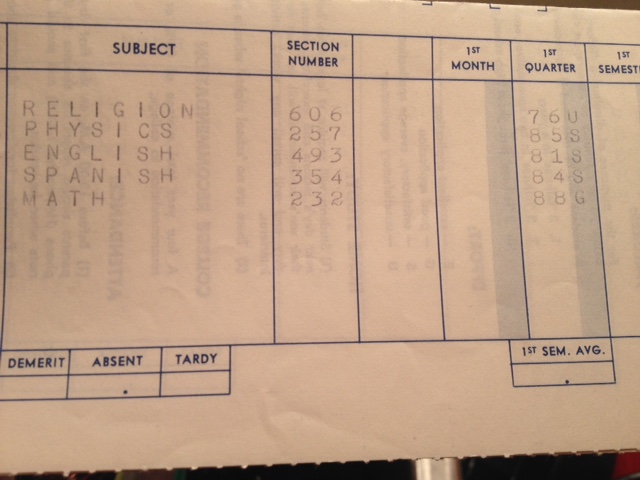 SUBJECT SECTION NUMBER 1ST MONTH 1ST QUARTER 1ST SEMEST
RELIGION 606 76U
PHYSICS 257 85S
ENGLISH 493 81S
SPANISH 354 84S
MATH 232 88G
DEMERIT ABSENT TARDY 1ST SEM. AVG.
. .